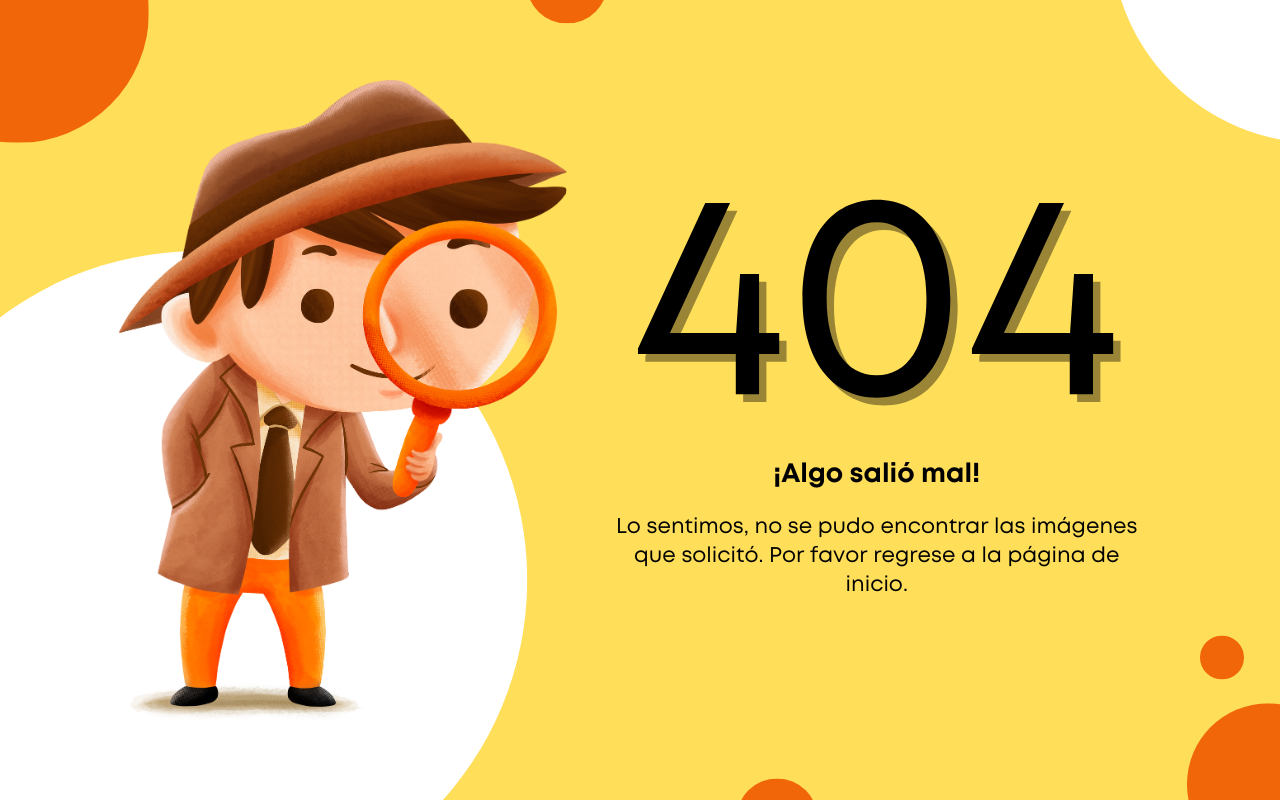 404
¡Algo salió mal!
Lo sentimos, no se pudo encontrar las imágenes
que solicitó. Por favor regrese a la página de
inicio.